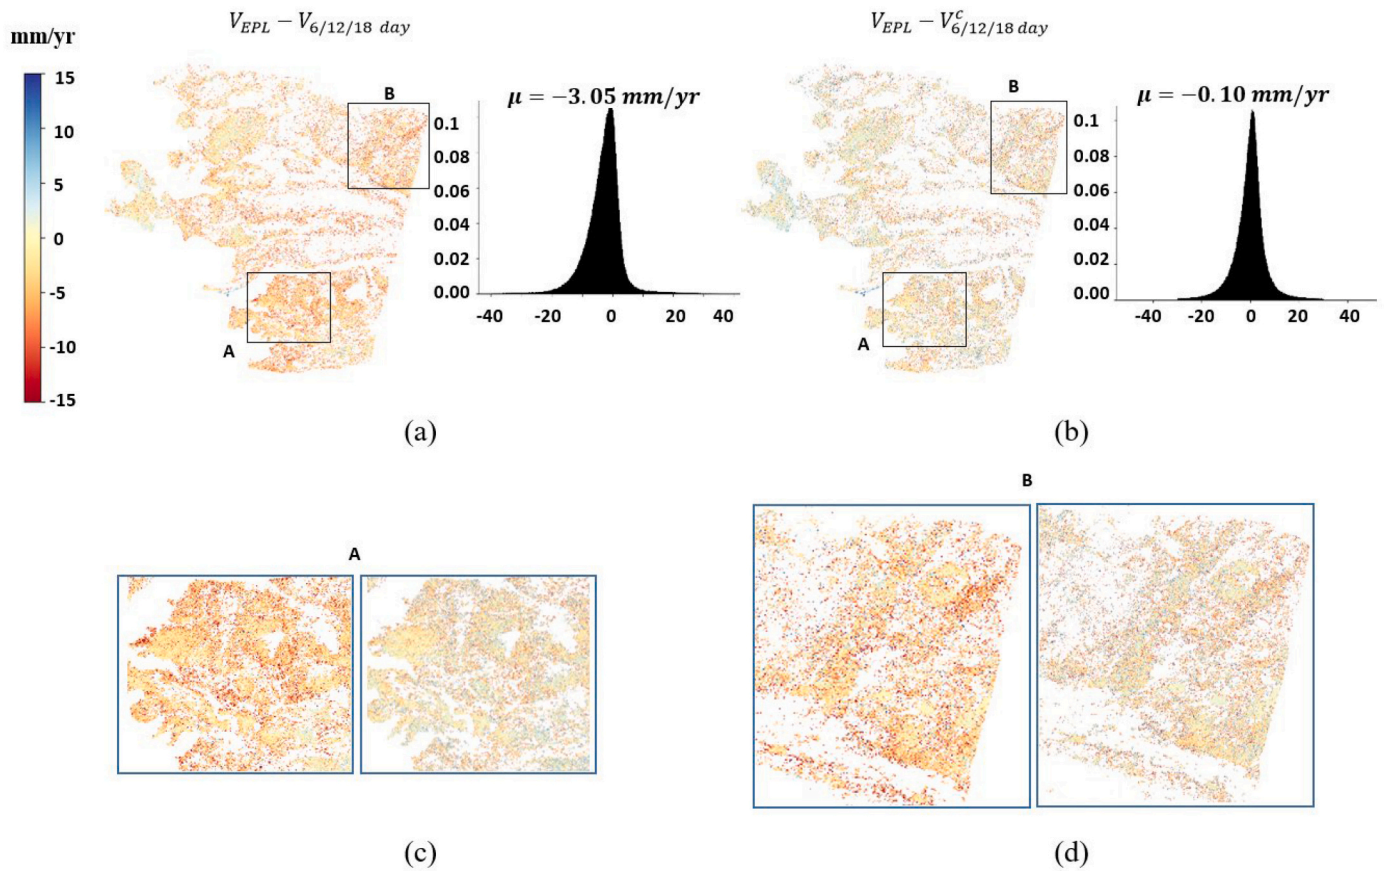 V_EPL − V_6/12/18 day
V_EPL − V^c_6/12/18 day
mm/yr
15
10
5
0
-5
-10
-15
B
A
μ = −3.05 mm/yr
0.1
0.08
0.06
0.04
0.02
0.00
-40 -20 0 20 40
B
A
μ = −0.10 mm/yr
0.1
0.08
0.06
0.04
0.02
0.00
-40 -20 0 20 40
(a)
(b)
A
B
(c)
(d)